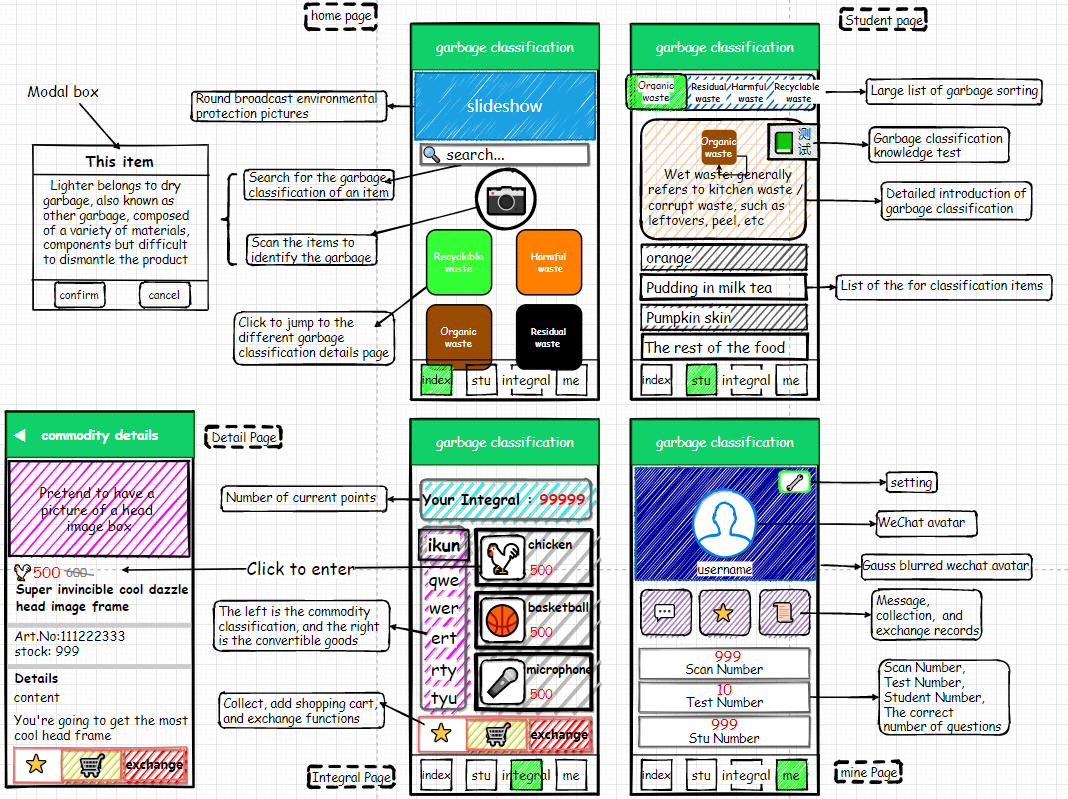 home page
garbage classification
slideshow
search...
Recyclable
waste
Harmful
waste
Organic
waste
Residual
waste
index
stu
integral
me
Round broadcast environmental
protection pictures
Search for the garbage
classification of an item
Scan the items to
identify the garbage
Click to jump to the
different garbage
classification details page
Modal box
This item
Lighter belongs to dry
garbage, also known as
other garbage, composed
of a variety of materials,
components but difficult
to dismantle the product
confirm
cancel
Student page
garbage classification
Organic
waste
Residual
waste
Harmful
waste
Recyclable
waste
Organic
waste
测试
Wet waste generally
refers to kitchen waste /
corrupt waste, such as
leftovers, peel, etc
orange
Pudding in milk tea
Pumpkin skin
The rest of the food
index
stu
integral
me
Large list of garbage sorting
Garbage classification
knowledge test
Detailed introduction of
garbage classification
List of the for classification items
Detail Page
commodity details
Pretend to have a
picture of a head
image box
500 600
Super invincible cool dazzle
head image frame
Art.No:111222333
stock: 999
Details
content
You're going to get the most
cool head frame
exchange
Integral Page
garbage classification
Your Integral : 99999
ikun
qwe
wer
ert
rty
tyu
chicken
500
basketball
500
microphone
500
exchange
index
stu
integral
me
Number of current points
Click to enter
The left is the commodity
classification, and the right
is the convertible goods
Collect, add shopping cart,
and exchange functions
mine Page
garbage classification
username
999
Scan Number
10
Test Number
999
Stu Number
index
stu
integral
me
setting
WeChat avatar
Gauss blurred wechat avatar
Message,
collection, and
exchange records
Scan Number,
Test Number,
Student Number,
The correct
number of questions